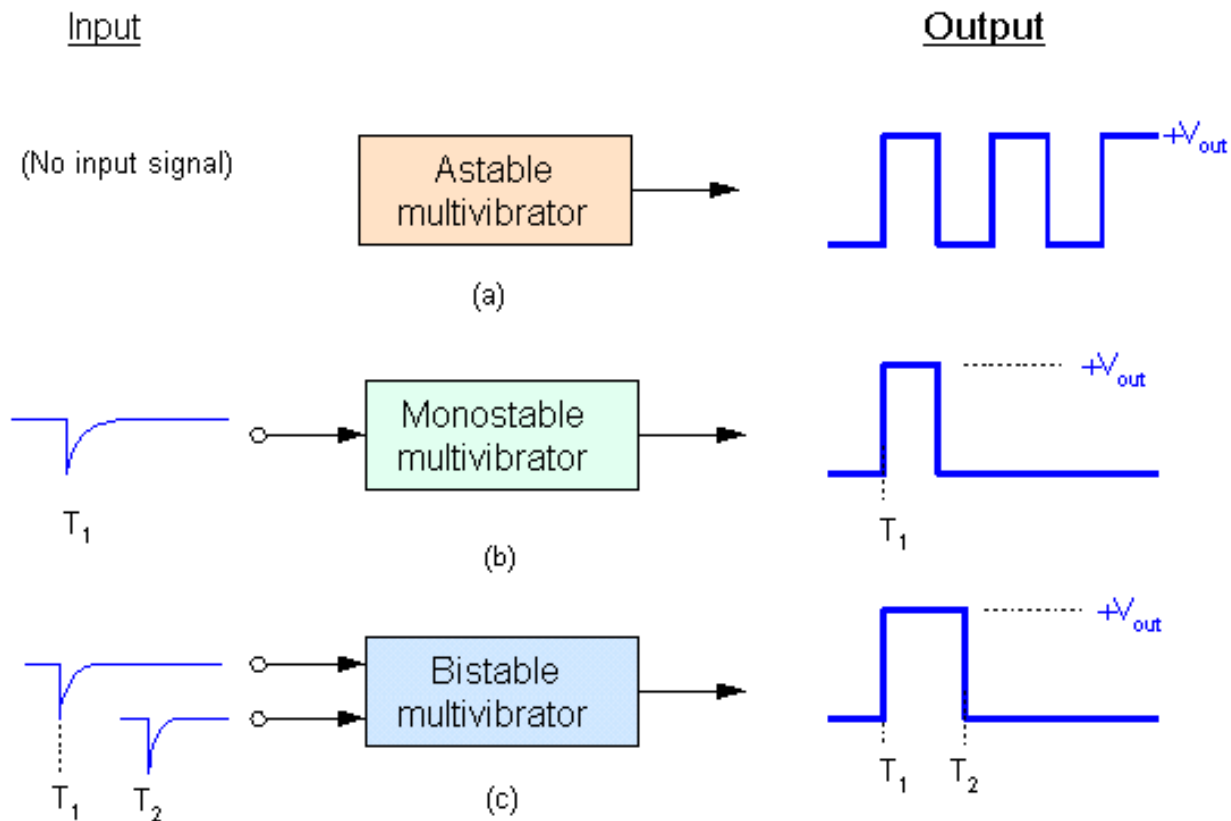 Input
Output
(No input signal)
Astable
multivibrator
+Vout
(a)
Monostable
multivibrator
+Vout
T1
T1
(b)
Bistable
multivibrator
+Vout
T1
T2
T1
T2
(c)